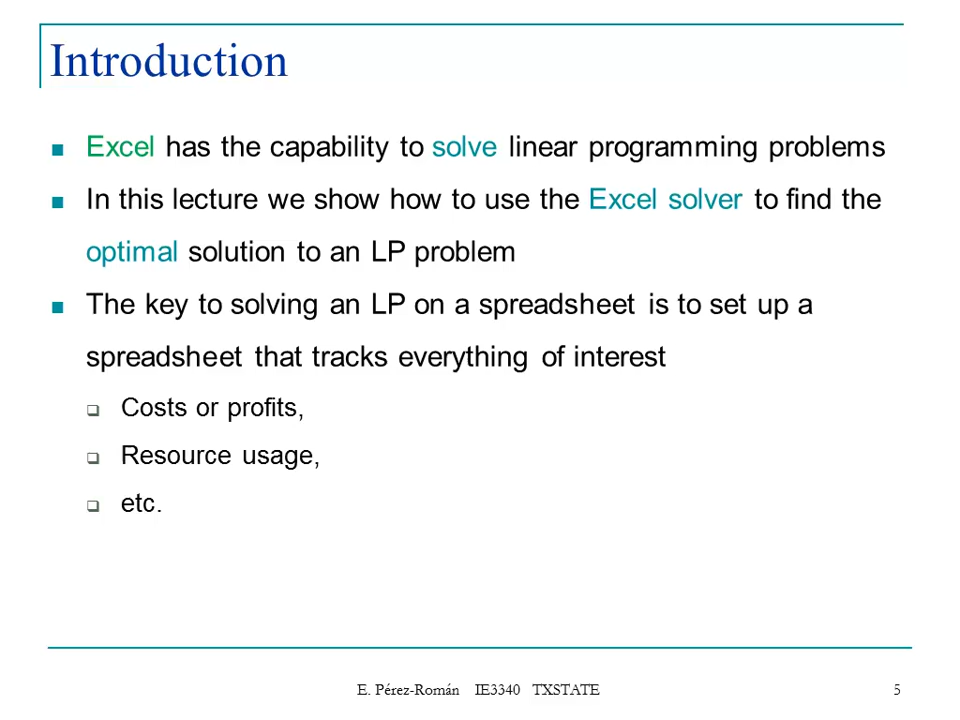 Introduction
Excel has the capability to solve linear programming problems
In this lecture we show how to use the Excel solver to find the
optimal solution to an LP problem
The key to solving an LP on a spreadsheet is to set up a
spreadsheet that tracks everything of interest
Costs or profits,
Resource usage,
etc.
E. Pérez-Román IE3340 TXSTATE 5